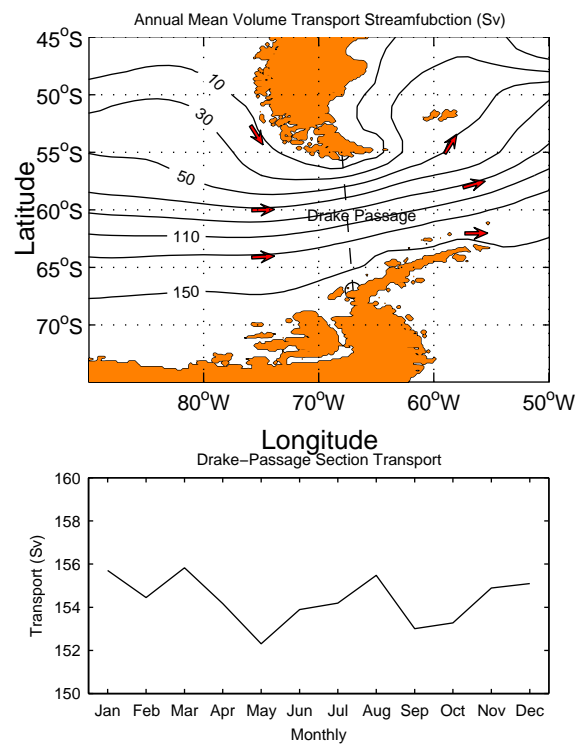 Annual Mean Volume Transport Streamfubction (Sv)
45°S
50°S
55°S
60°S
65°S
70°S
Latitude
10
30
50
110
150
Drake Passage
80°W 70°W 60°W 50°W
Longitude
Drake−Passage Section Transport
160
158
156
154
152
150
Transport (Sv)
Jan Feb Mar Apr May Jun Jul Aug Sep Oct Nov Dec
Monthly